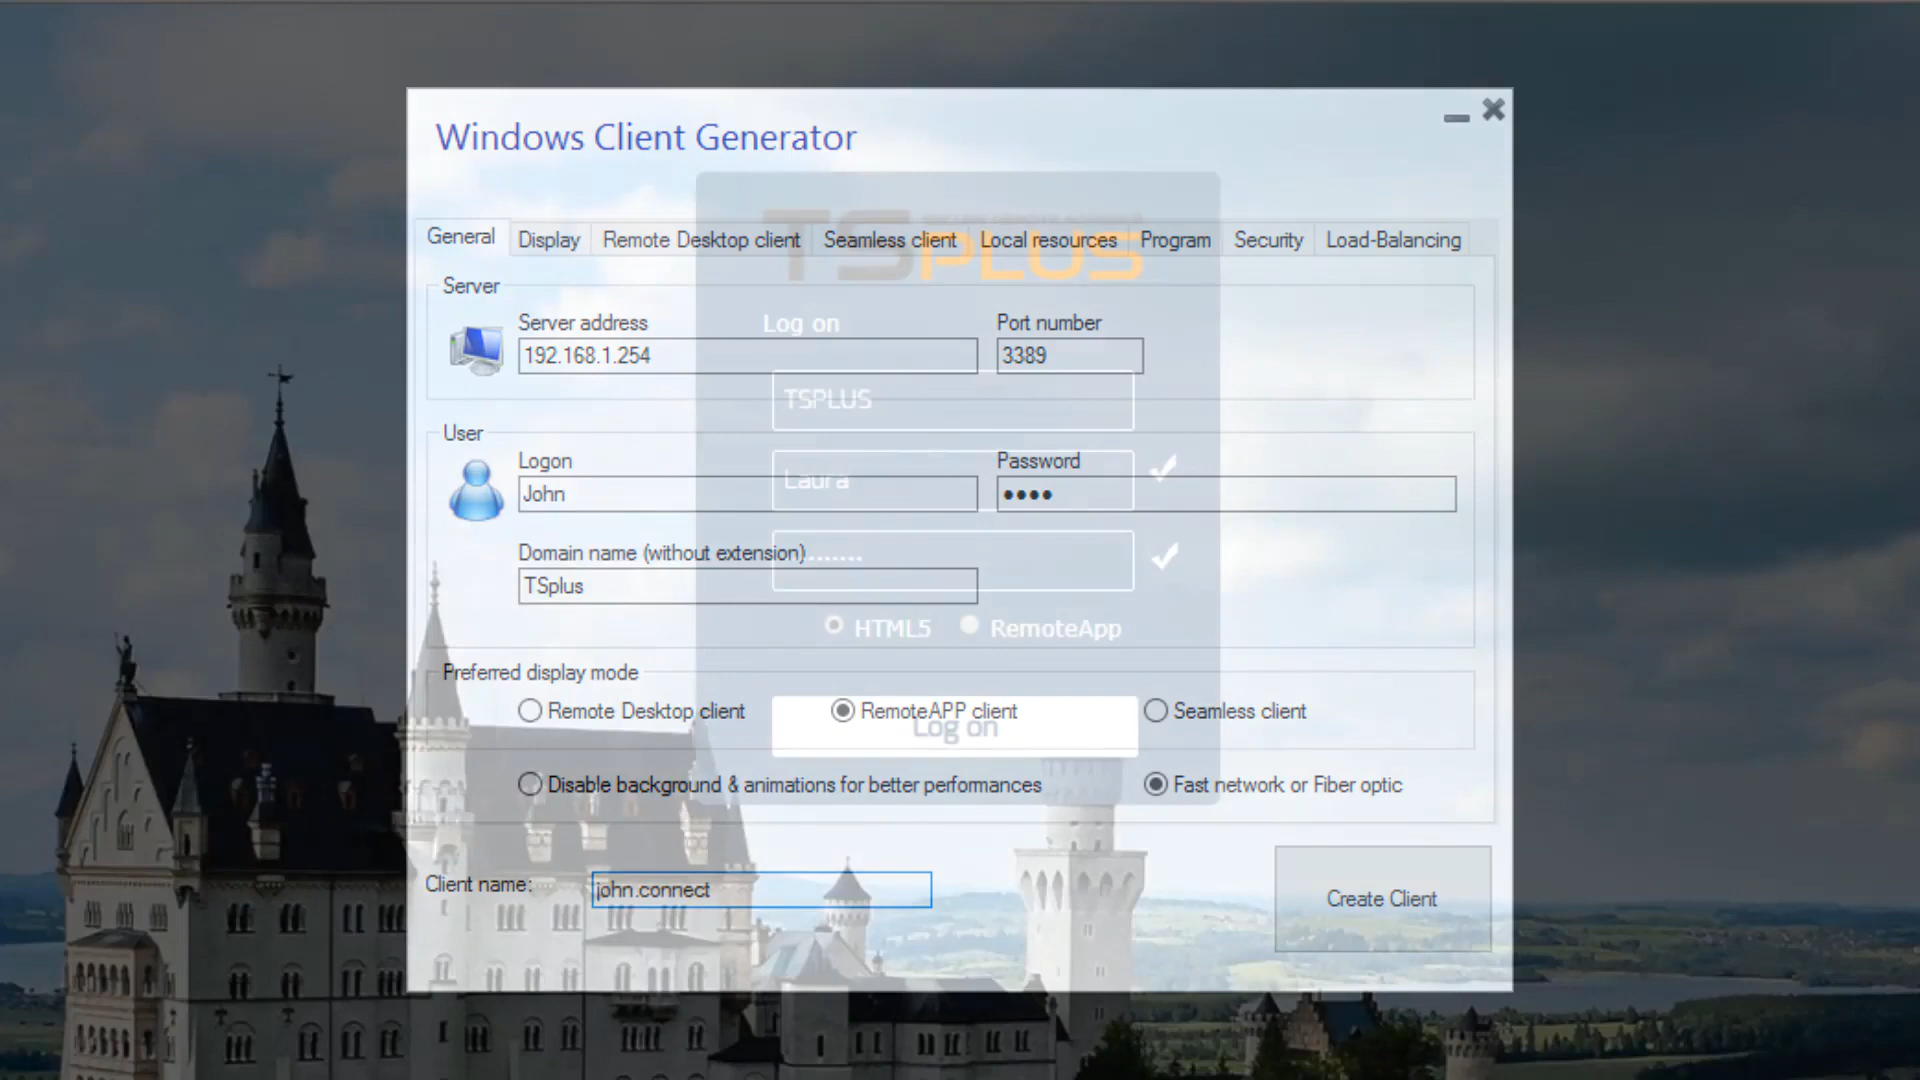 Windows Client Generator
TSPLUS
General Display Remote Desktop client Seamless client Local resources Program Security Load-Balancing
Server
Server address Log on Port number
192.168.1.254 3389
TSPLUS
User
Logon Password
Laura
John ••••
Domain name (without extension)
TSplus
HTML5 RemoteApp
Preferred display mode
Remote Desktop client RemoteAPP client Seamless client
Log on
Disable background & animations for better performances Fast network or Fiber optic
Client name: john.connect Create Client